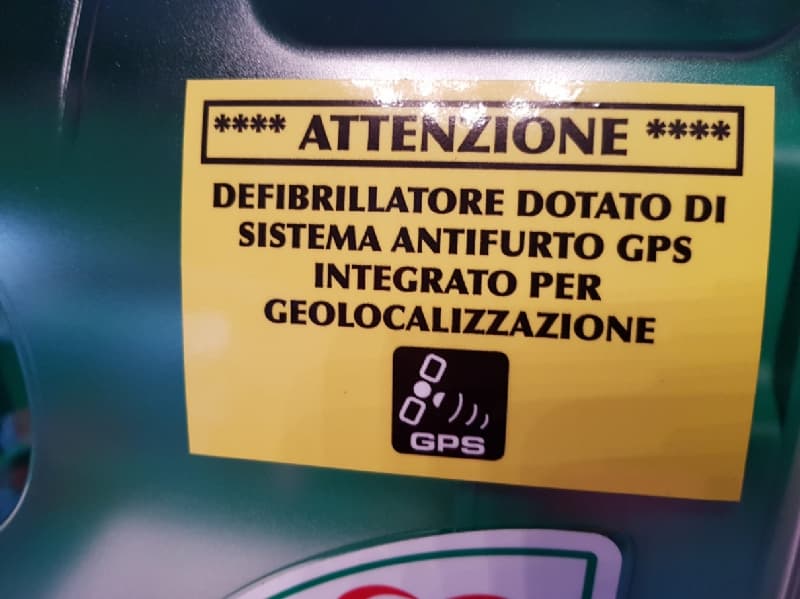 **** ATTENZIONE ****
DEFIBRILLATORE DOTATO DI
SISTEMA ANTIFURTO GPS
INTEGRATO PER
GEOLOCALIZZAZIONE
GPS